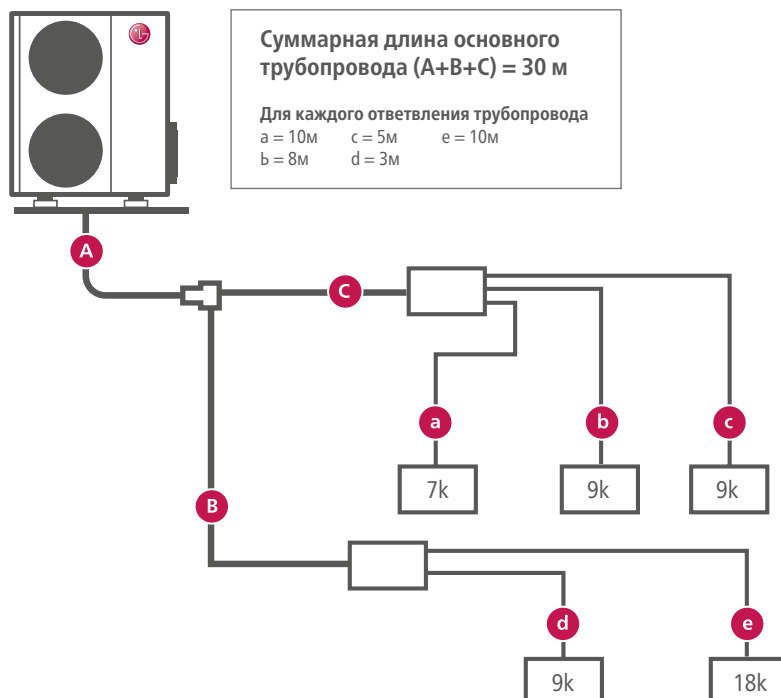 Суммарная длина основного
трубопровода (A+B+C) = 30 м
Для каждого ответвления трубопровода
a = 10м c = 5м e = 10м
b = 8м d = 3м
LG
A
C
a
b
c
7k
9k
9k
B
d
e
9k
18k